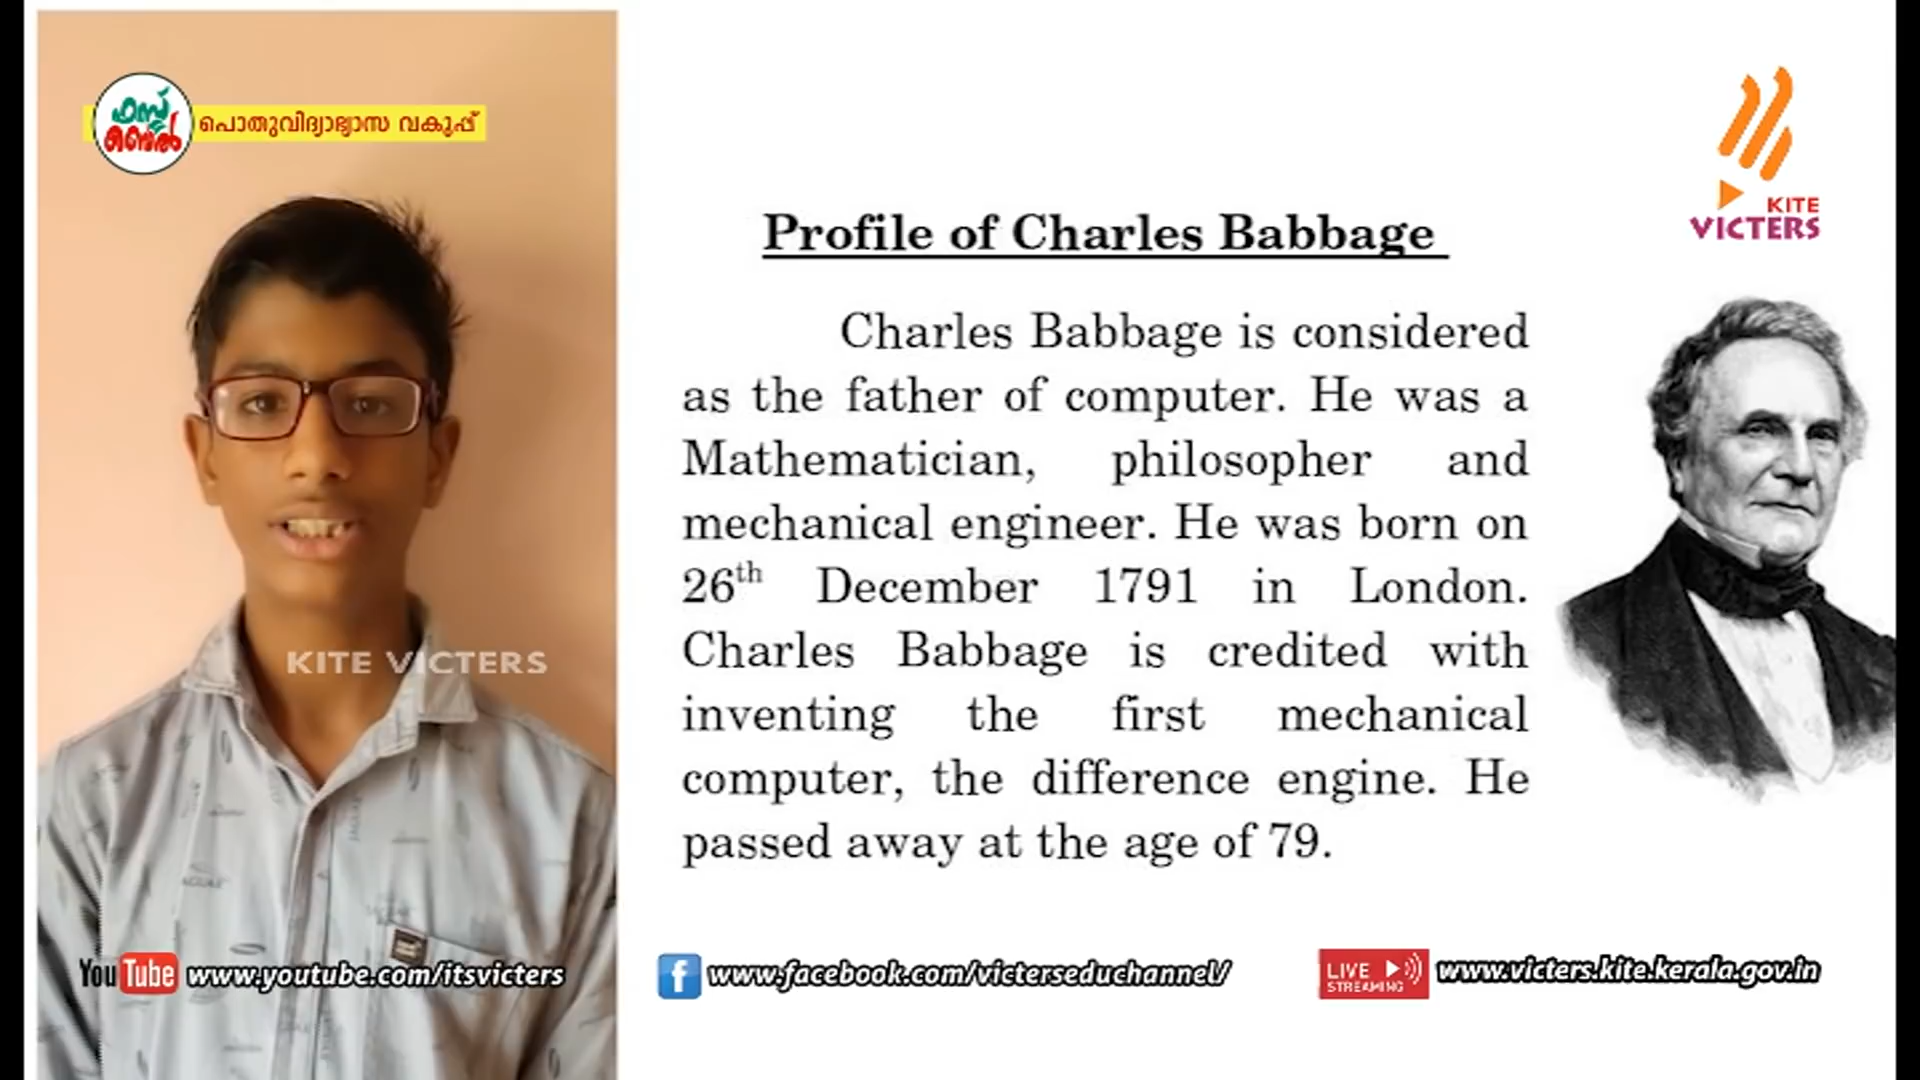 ഫസ്റ്റ്
ബെൽ
പൊതുവിദ്യാഭ്യാസ വകുപ്പ്
KITE
VICTERS
Profile of Charles Babbage
Charles Babbage is considered
as the father of computer. He was a
Mathematician, philosopher and
mechanical engineer. He was born on
26th December 1791 in London.
Charles Babbage is credited with
inventing the first mechanical
computer, the difference engine. He
passed away at the age of 79.
KITE VICTERS
YouTube www.youtube.com/itsvicters
f www.facebook.com/victerseduchannel/
LIVE
STREAMING
www.victers.kite.kerala.gov.in